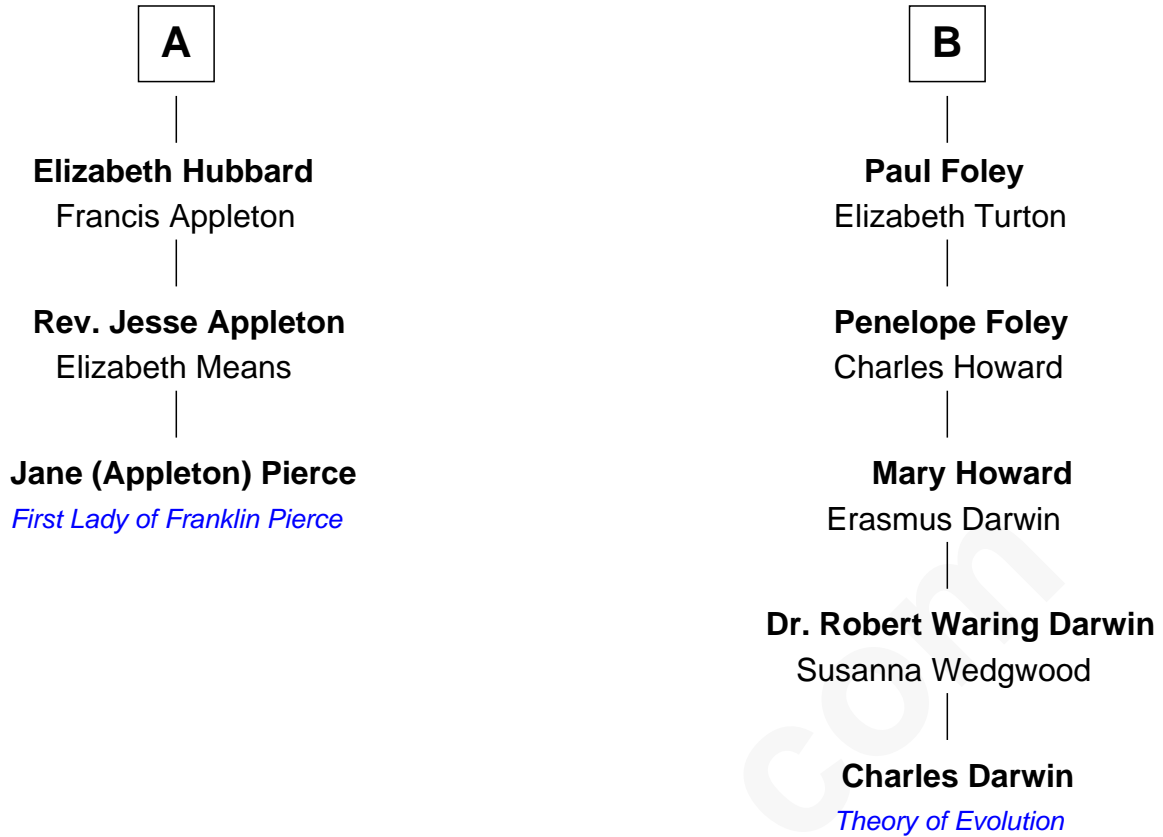 A
Elizabeth Hubbard
Francis Appleton
Rev. Jesse Appleton
Elizabeth Means
Jane (Appleton) Pierce
First Lady of Franklin Pierce
B
Paul Foley
Elizabeth Turton
Penelope Foley
Charles Howard
Mary Howard
Erasmus Darwin
Dr. Robert Waring Darwin
Susanna Wedgwood
Charles Darwin
Theory of Evolution
com